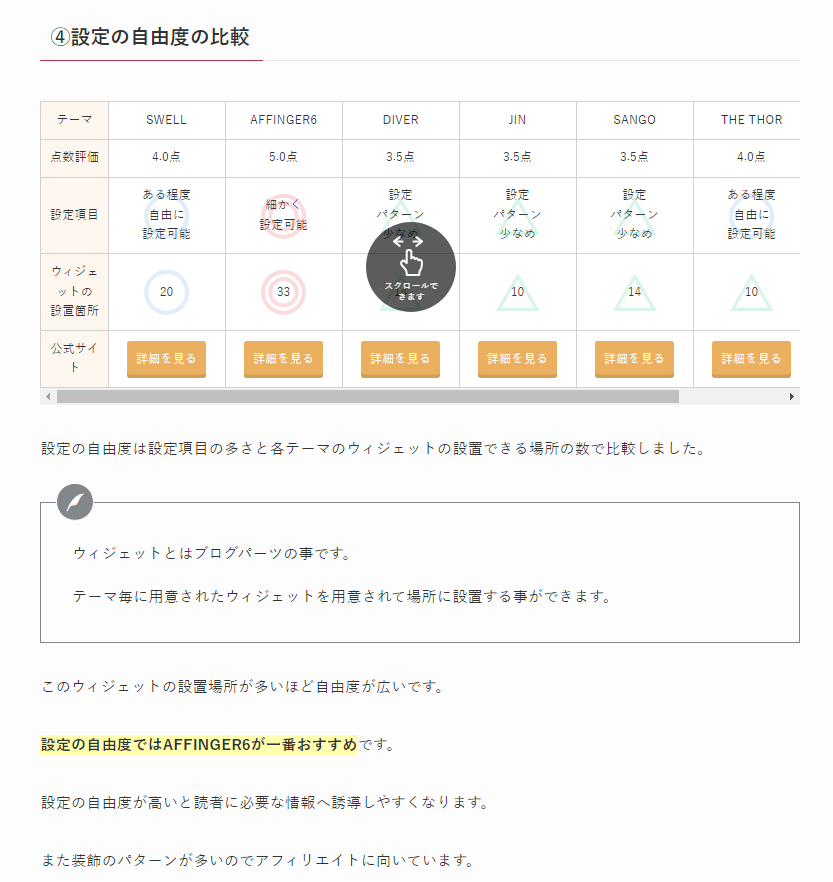 ④設定の自由度の比較
テーマ SWELL AFFINGER6 DIVER JIN SANGO THE THOR
点数評価 4.0点 5.0点 3.5点 3.5点 3.5点 4.0点
設定項目 ある程度自由に設定可能 細かく設定可能 設定パターン少なめ 設定パターン少なめ 設定パターン少なめ ある程度自由に設定可能
スクロールで
きます
ウィジェットの設置箇所 20 33 10 14 10
公式サイト 詳細を見る 詳細を見る 詳細を見る 詳細を見る 詳細を見る 詳細を見る
設定の自由度は設定項目の多さと各テーマのウィジェットの設置できる場所の数で比較しました。
ウィジェットとはブログパーツの事です。
テーマ毎に用意されたウィジェットを用意されて場所に設置する事ができます。
このウィジェットの設置場所が多いほど自由度が広いです。
設定の自由度ではAFFINGER6が一番おすすめです。
設定の自由度が高いと読者に必要な情報へ誘導しやすくなります。
また装飾のパターンが多いのでアフィリエイトに向いています。